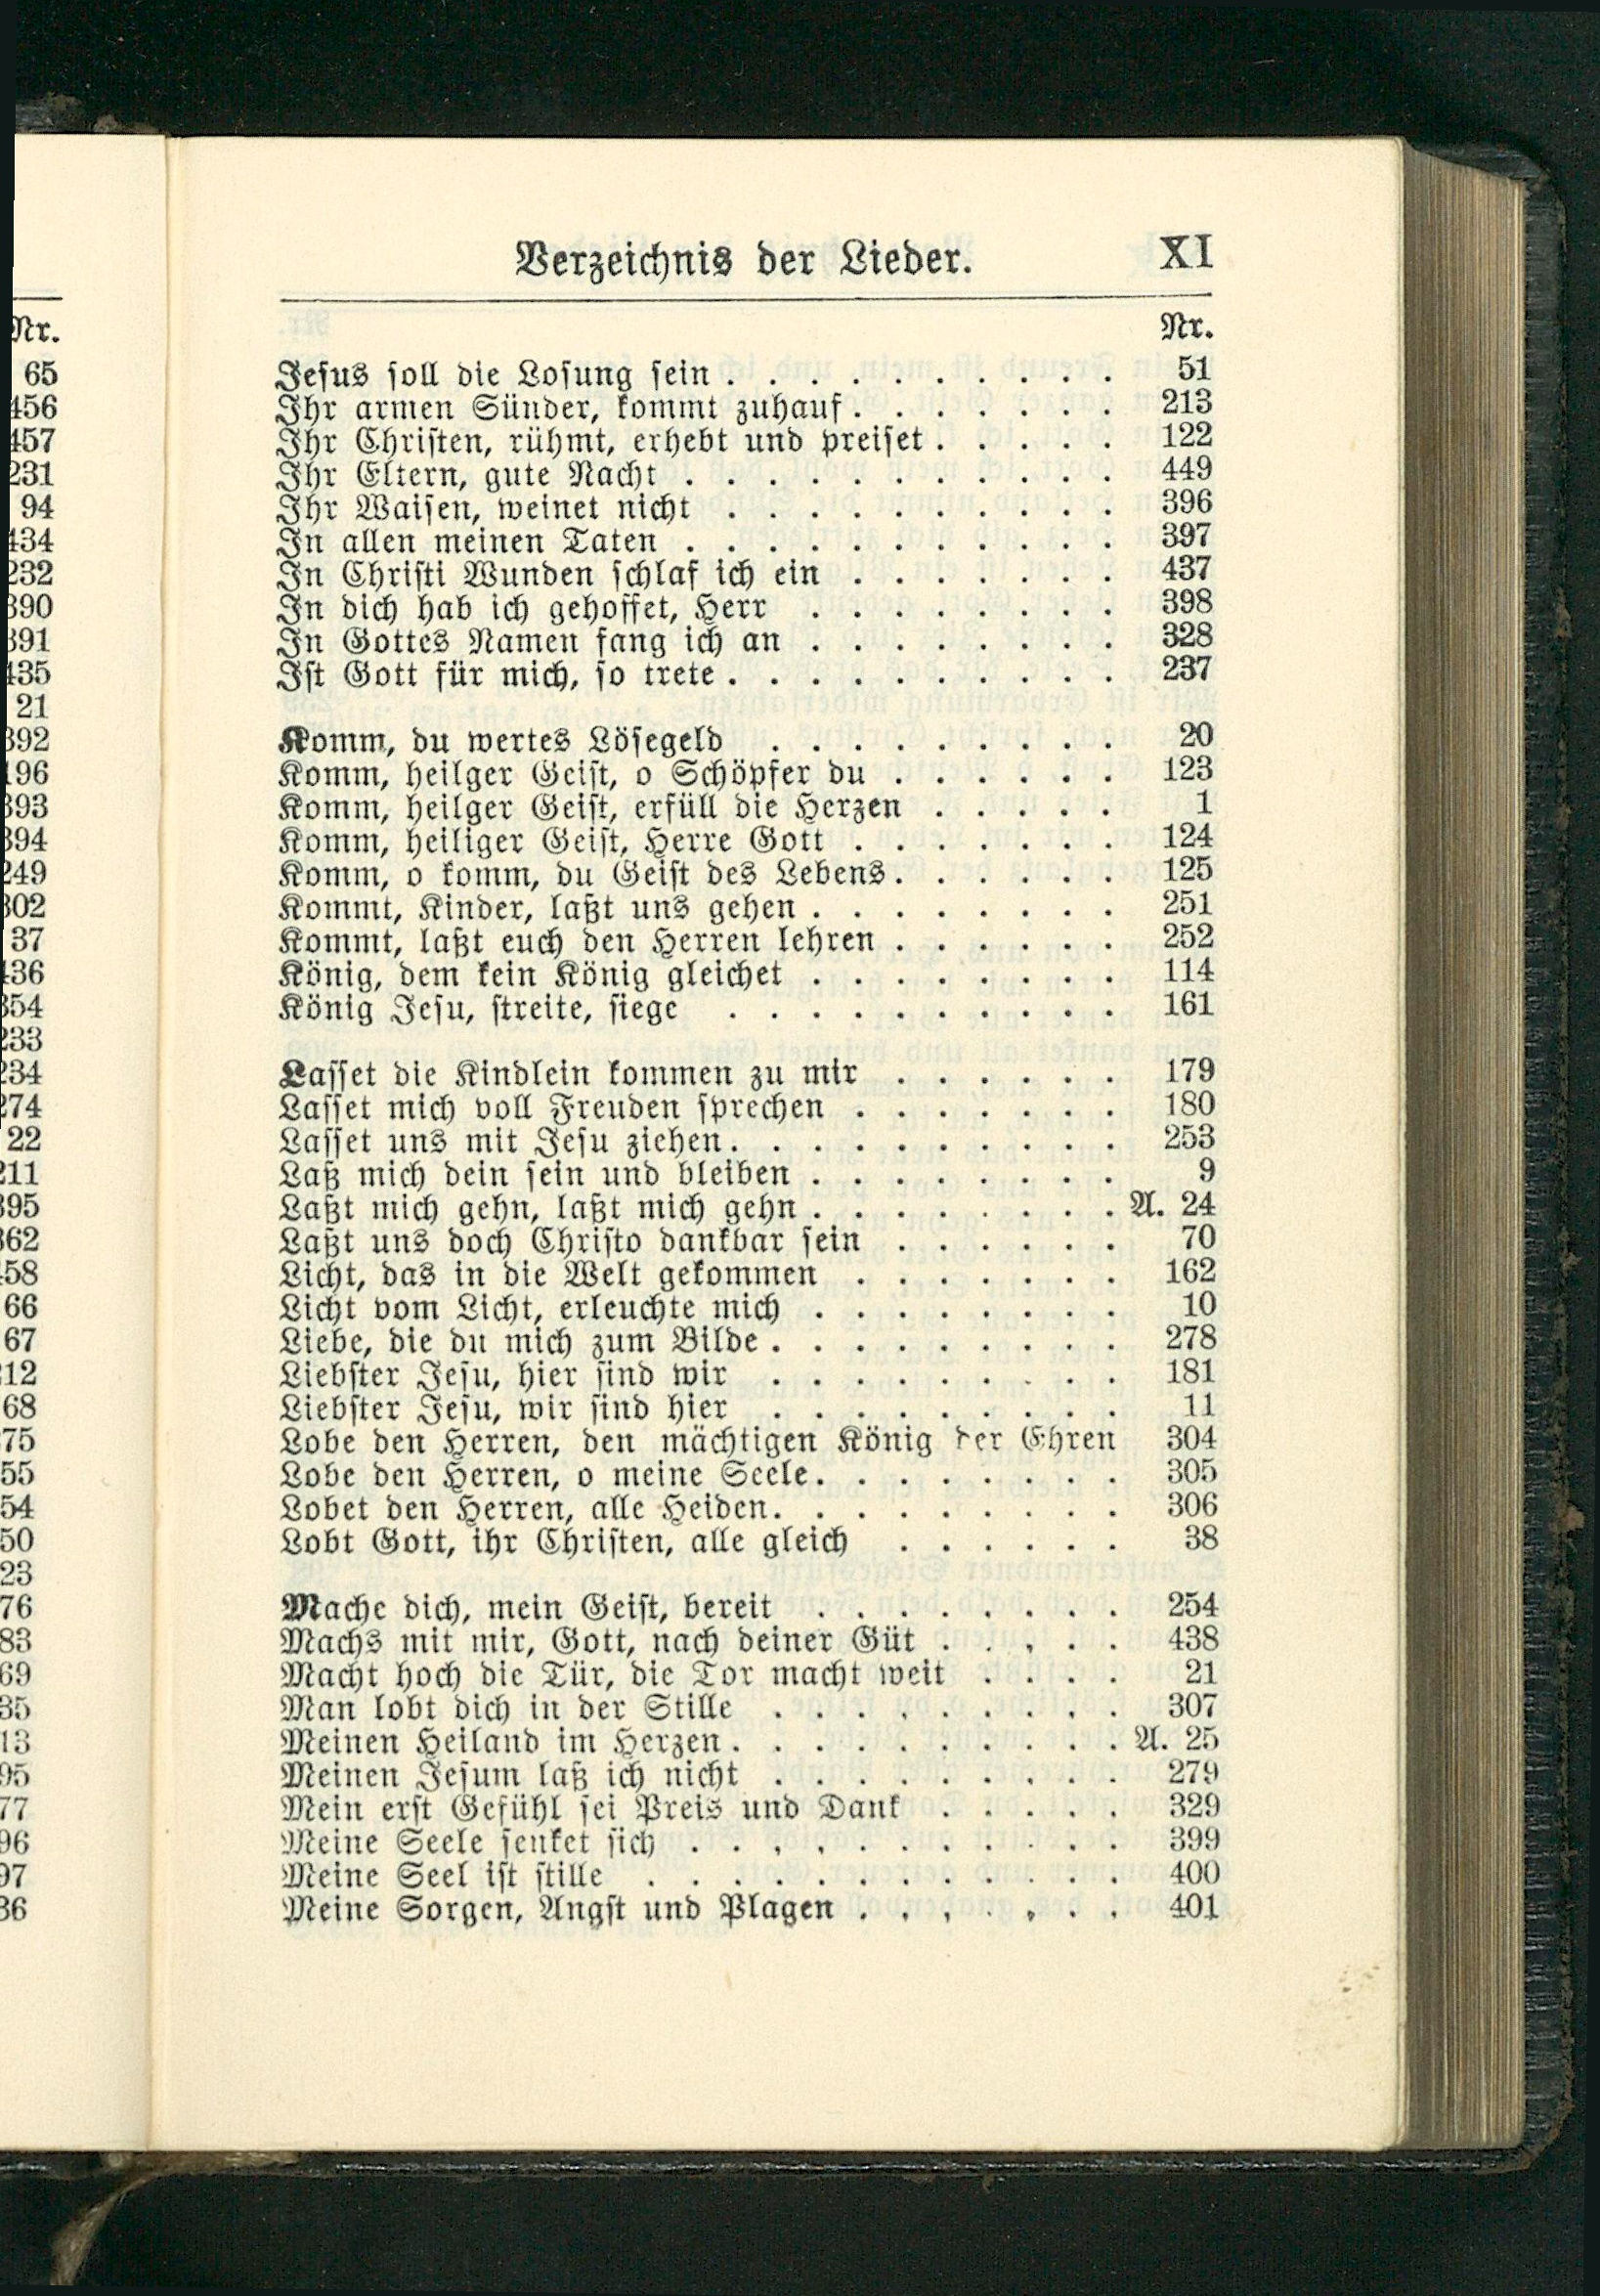 Verzeichnis der Lieder. XI
Nr.
Jesus soll die Losung sein . . . . . . . . . . 51
Ihr armen Sünder, kommt zuhauf . . . . . . . 213
Ihr Christen, rühmt, erhebt und preiset . . . . . 122
Ihr Eltern, gute Nacht . . . . . . . . . . . 449
Ihr Waisen, weinet nicht . . . . . . . . . . 396
In allen meinen Taten . . . . . . . . . . . 397
In Christi Wunden schlaf ich ein . . . . . . . 437
In dich hab ich gehoffet, Herr . . . . . . . . 398
In Gottes Namen fang ich an . . . . . . . . 328
Ist Gott für mich, so trete . . . . . . . . . . 237
Komm, du wertes Lösegeld . . . . . . . . . 20
Komm, heilger Geist, o Schöpfer du . . . . . . 123
Komm, heilger Geist, erfüll die Herzen . . . . . 1
Komm, heiliger Geist, Herre Gott . . . . . . . 124
Komm, o komm, du Geist des Lebens . . . . . . 125
Kommt, Kinder, laßt uns gehen . . . . . . . . 251
Kommt, laßt euch den Herren lehren . . . . . . 252
König, dem kein König gleichet . . . . . . . . 114
König Jesu, streite, siege . . . . . . . . . . 161
Lasset die Kindlein kommen zu mir . . . . . . 179
Lasset mich voll Freuden sprechen . . . . . . . 180
Lasset uns mit Jesu ziehen . . . . . . . . . . 253
Laß mich dein sein und bleiben . . . . . . . . 9
Laßt mich gehn, laßt mich gehn . . . . . . . . A. 24
Laßt uns doch Christo dankbar sein . . . . . . 70
Licht, das in die Welt gekommen . . . . . . . 162
Licht vom Licht, erleuchte mich . . . . . . . . 10
Liebe, die du mich zum Bilde . . . . . . . . . 278
Liebster Jesu, hier sind wir . . . . . . . . . 181
Liebster Jesu, wir sind hier . . . . . . . . . 11
Lobe den Herren, den mächtigen König der Ehren 304
Lobe den Herren, o meine Seele . . . . . . . . 305
Lobet den Herren, alle Heiden . . . . . . . . . 306
Lobt Gott, ihr Christen, alle gleich . . . . . . 38
Mache dich, mein Geist, bereit . . . . . . . . 254
Machs mit mir, Gott, nach deiner Güt . . . . . 438
Macht hoch die Tür, die Tor macht weit . . . . 21
Man lobt dich in der Stille . . . . . . . . . 307
Meinen Heiland im Herzen . . . . . . . . . . A. 25
Meinen Jesum laß ich nicht . . . . . . . . . 279
Mein erst Gefühl sei Preis und Dank . . . . . 329
Meine Seele senket sich . . . . . . . . . . . 399
Meine Seel ist stille . . . . . . . . . . . . 400
Meine Sorgen, Angst und Plagen . . . . . . . 401